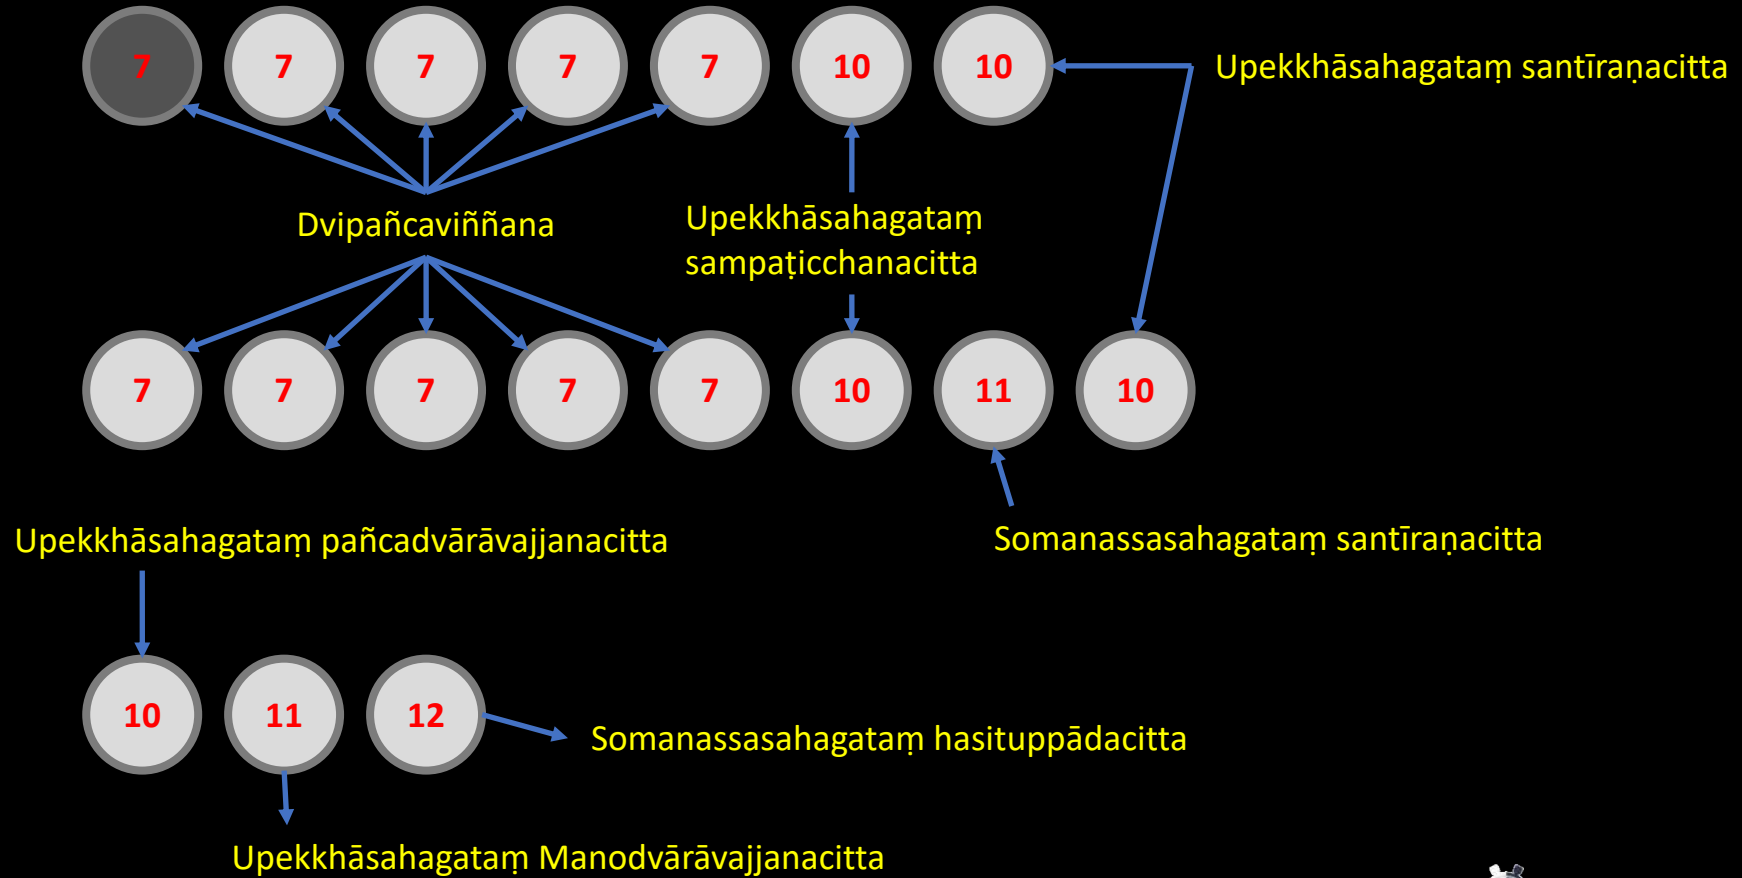 7 7 7 7 7 10 10 Upekkhāsahagataṃ santīraṇacitta
Dvipañcaviññana
Upekkhāsahagataṃ
sampaṭicchanacitta
7 7 7 7 7 10 11 10
Upekkhāsahagataṃ pañcadvārāvajjanacitta
Somanassasahagataṃ santīraṇacitta
10 11 12
Somanassasahagataṃ hasituppādacitta
Upekkhāsahagataṃ Manodvārāvajjanacitta